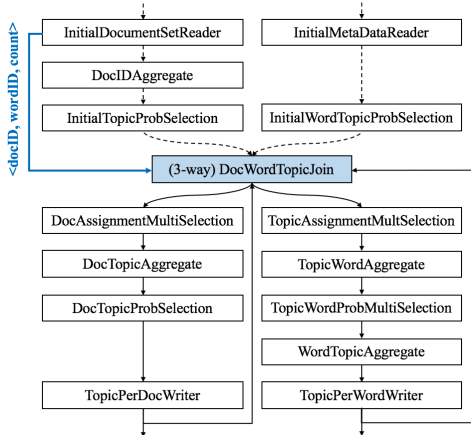 <docID, wordID, count>
InitialDocumentSetReader
DocIDAggregate
InitialTopicProbSelection
InitialMetaDataReader
InitialWordTopicProbSelection
(3-way) DocWordTopicJoin
DocAssignmentMultiSelection
DocTopicAggregate
DocTopicProbSelection
TopicPerDocWriter
TopicAssignmentMultSelection
TopicWordAggregate
TopicWordProbMultiSelection
WordTopicAggregate
TopicPerWordWriter